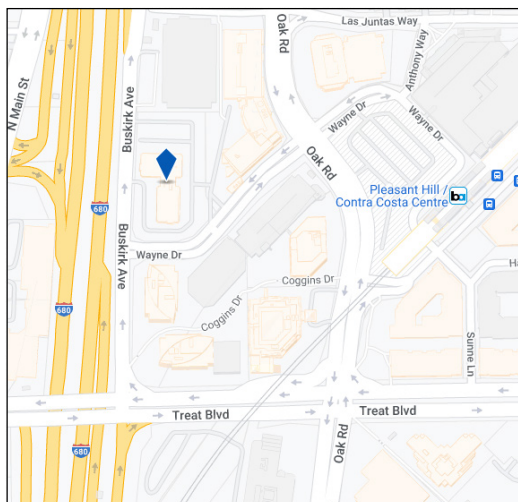 Las Juntas Way
Oak Rd
Anthony Way
N Main St
Buskirk Ave
Wayne Dr
Wayne Dr
Oak Rd
Pleasant Hill /
Contra Costa Centre
ba
680
Buskirk Ave
Wayne Dr
Ha
Coggins Dr
680
Coggins Dr
Sunne Ln
Treat Blvd
Treat Blvd
Oak Rd
680